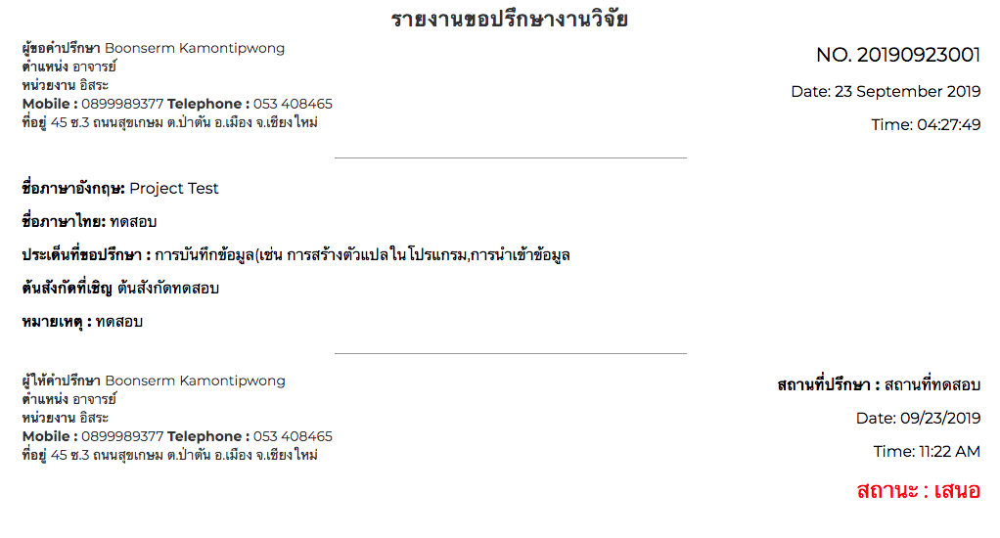 รายงานขอปรึกษางานวิจัย
ผู้ขอคำปรึกษา Boonserm Kamontipwong
ตำแหน่ง อาจารย์
หน่วยงาน อิสระ
Mobile : 0899989377 Telephone : 053 408465
ที่อยู่ 45 ซ.3 ถนนสุขเกษม ต.ป่าตัน อ.เมือง จ.เชียงใหม่
NO. 20190923001
Date: 23 September 2019
Time: 04:27:49
ชื่อภาษาอังกฤษ: Project Test
ชื่อภาษาไทย: ทดสอบ
ประเด็นที่ขอปรึกษา : การบันทึกข้อมูล(เช่น การสร้างตัวแปลในโปรแกรม,การนำเข้าข้อมูล
ต้นสังกัดที่เชิญ ต้นสังกัดทดสอบ
หมายเหตุ : ทดสอบ
ผู้ให้คำปรึกษา Boonserm Kamontipwong
ตำแหน่ง อาจารย์
หน่วยงาน อิสระ
Mobile : 0899989377 Telephone : 053 408465
ที่อยู่ 45 ซ.3 ถนนสุขเกษม ต.ป่าตัน อ.เมือง จ.เชียงใหม่
สถานที่ปรึกษา : สถานที่ทดสอบ
Date: 09/23/2019
Time: 11:22 AM
สถานะ : เสนอ